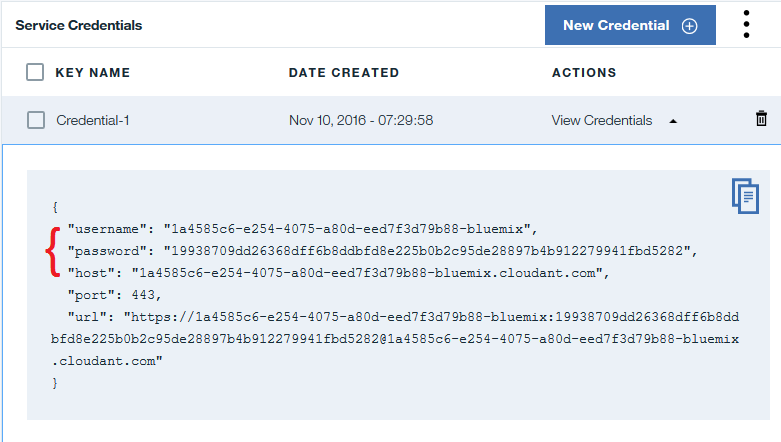 Service Credentials New Credential
KEY NAME DATE CREATED ACTIONS
Credential-1 Nov 10, 2016 - 07:29:58 View Credentials
{
"username": "1a4585c6-e254-4075-a80d-eed7f3d79b88-bluemix",
"password": "19938709dd26368dff6b8ddbfd8e225b0b2c95de28897b4b912279941fbd5282",
"host": "1a4585c6-e254-4075-a80d-eed7f3d79b88-bluemix.cloudant.com",
"port": 443,
"url": "https://1a4585c6-e254-4075-a80d-eed7f3d79b88-bluemix:19938709dd26368dff6b8dd
bfd8e225b0b2c95de28897b4b912279941fbd5282@1a4585c6-e254-4075-a80d-eed7f3d79b88-bluemix
.cloudant.com"
}